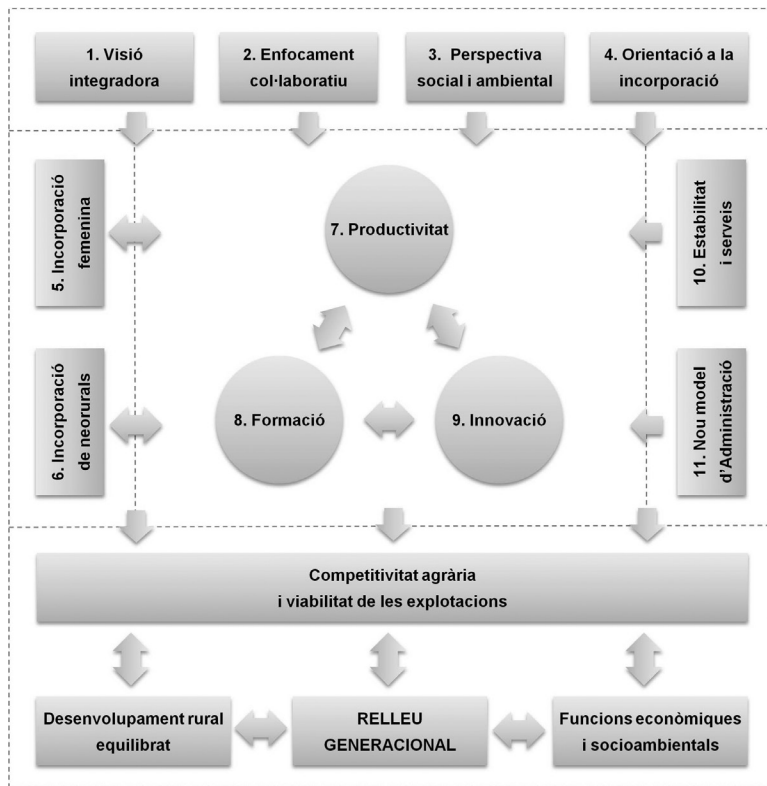 1. Visió
integradora
2. Enfocament
col·laboratiu
3. Perspectiva
social i ambiental
4. Orientació a la
incorporació
5. Incorporació
femenina
7. Productivitat
10. Estabilitat
i serveis
6. Incorporació
de neorurals
8. Formació
9. Innovació
11. Nou model
d'Administració
Competitivitat agrària
i viabilitat de les explotacions
Desenvolupament rural
equilibrat
RELLEU
GENERACIONAL
Funcions econòmiques
i socioambientals